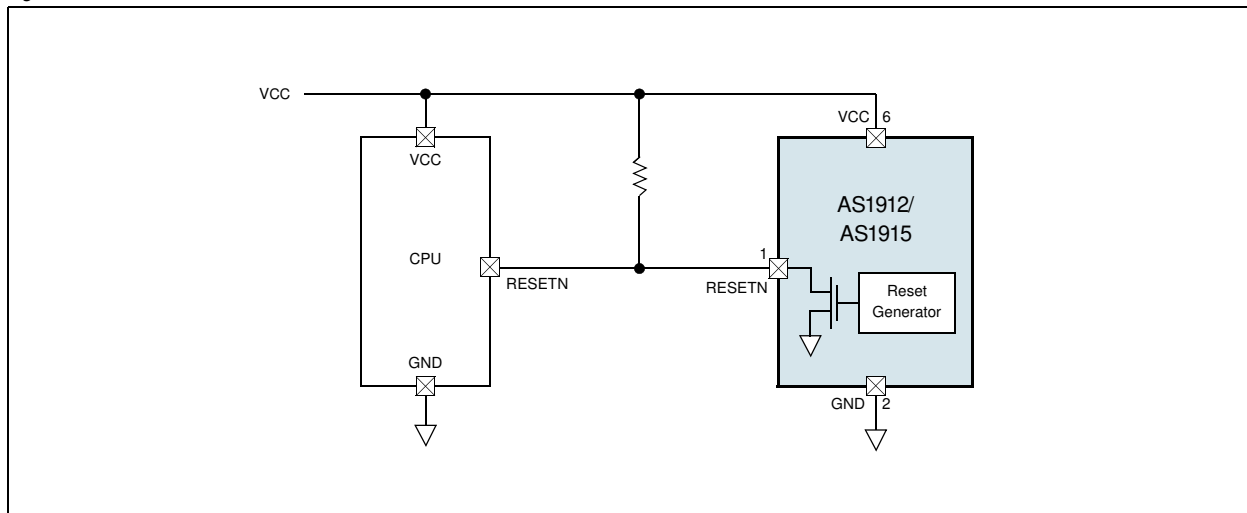 VCC
VCC 6
VCC
AS1912/
AS1915
CPU
1
RESETN
RESETN
Reset
Generator
GND
GND 2